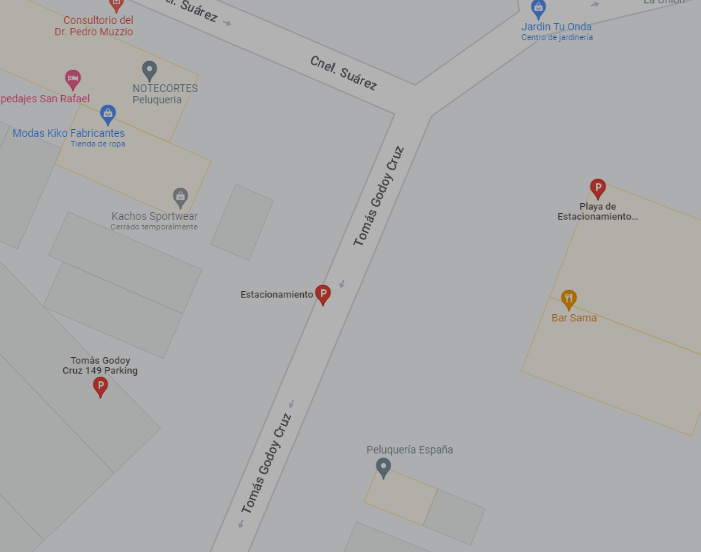 La Unión
. Suárez
Consultorio del
Dr. Pedro Muzzio
Jardin Tu Onda
Centro de jardinería
Cnel. Suárez
NOTECORTES
Peluquería
pedajes San Rafael
Modas Kiko Fabricantes
Tienda de ropa
Tomás Godoy Cruz
P
Playa de
Estacionamiento...
Kachos Sportwear
Cerrado temporalmente
Estacionamiento
P
Bar Sama
Tomás Godoy
Cruz 149 Parking
P
Tomás Godoy Cruz
Peluquería España